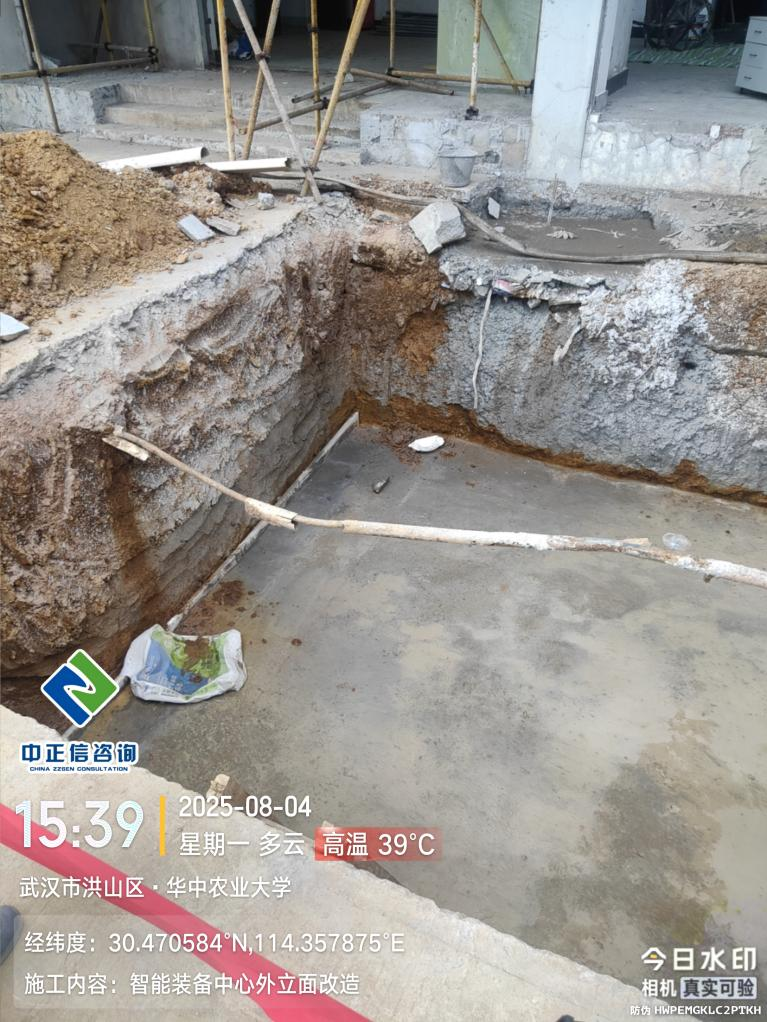 中正信咨询
CHINA ZZSEN CONSULTATION
15:39
2025-08-04
星期一 多云 高温 39°C
武汉市洪山区·华中农业大学
经纬度：30.470584°N,114.357875°E
施工内容：智能装备中心外立面改造
今日水印
相机 真实可验
防伪 HWPEMGKLC2PTKH